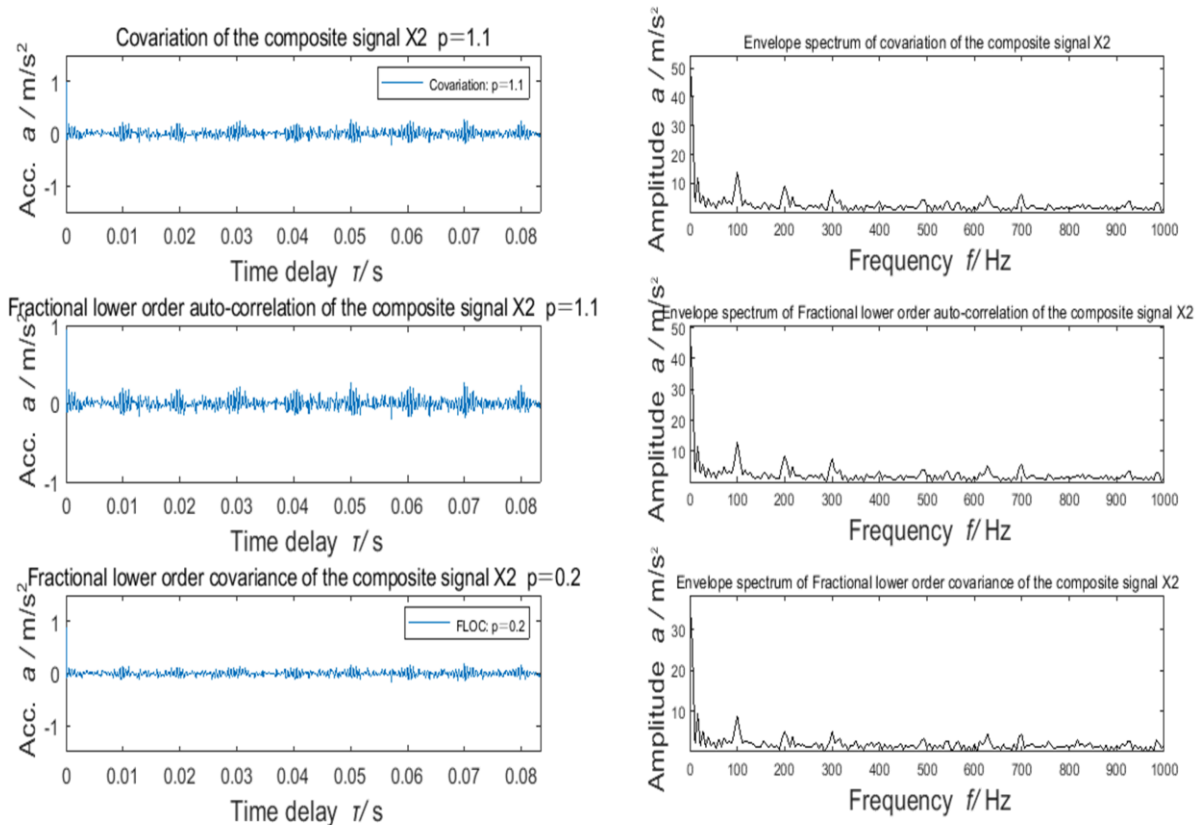 Covariation of the composite signal X2 p=1.1
Acc. a / m/s²
1
0
-1
Covariation: p=1.1
0 0.01 0.02 0.03 0.04 0.05 0.06 0.07 0.08
Time delay τ/ s
Envelope spectrum of covariation of the composite signal X2
Amplitude a / m/s²
50
40
30
20
10
0 100 200 300 400 500 600 700 800 900 1000
Frequency f/ Hz
Fractional lower order auto-correlation of the composite signal X2 p=1.1
Acc. a / m/s²
1
0
-1
0 0.01 0.02 0.03 0.04 0.05 0.06 0.07 0.08
Time delay τ/ s
Envelope spectrum of Fractional lower order auto-correlation of the composite signal X2
Amplitude a / m/s²
50
40
30
20
10
0 100 200 300 400 500 600 700 800 900 1000
Frequency f/ Hz
Fractional lower order covariance of the composite signal X2 p=0.2
Acc. a / m/s²
1
0
-1
FLOC: p=0.2
0 0.01 0.02 0.03 0.04 0.05 0.06 0.07 0.08
Time delay τ/ s
Envelope spectrum of Fractional lower order covariance of the composite signal X2
Amplitude a / m/s²
30
20
10
0 100 200 300 400 500 600 700 800 900 1000
Frequency f/ Hz